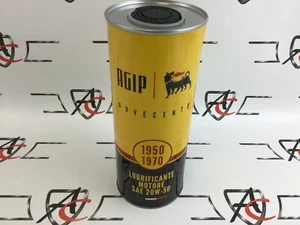 AGIP
NOVECENTO
1950
1970
LUBRIFICANTE
MOTORE
SAE 20W-50